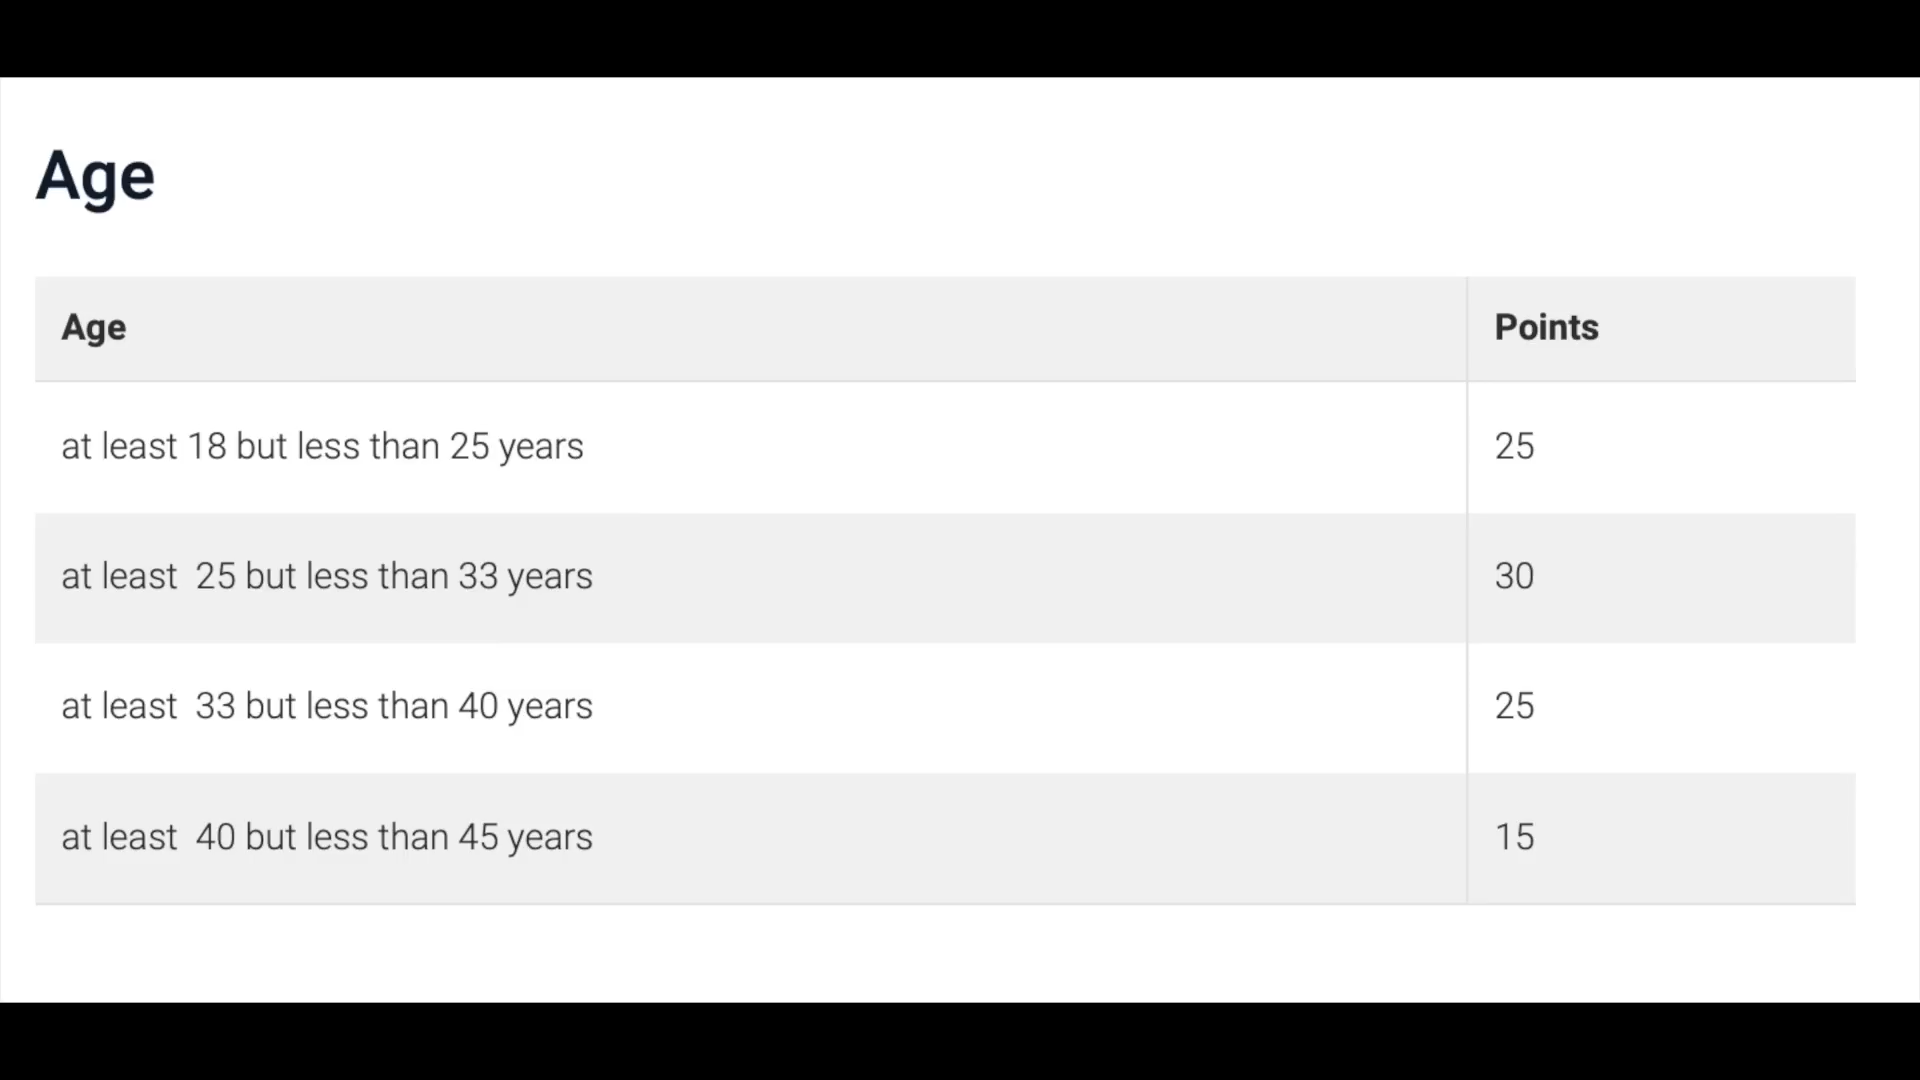 Age
Age Points
at least 18 but less than 25 years 25
at least 25 but less than 33 years 30
at least 33 but less than 40 years 25
at least 40 but less than 45 years 15